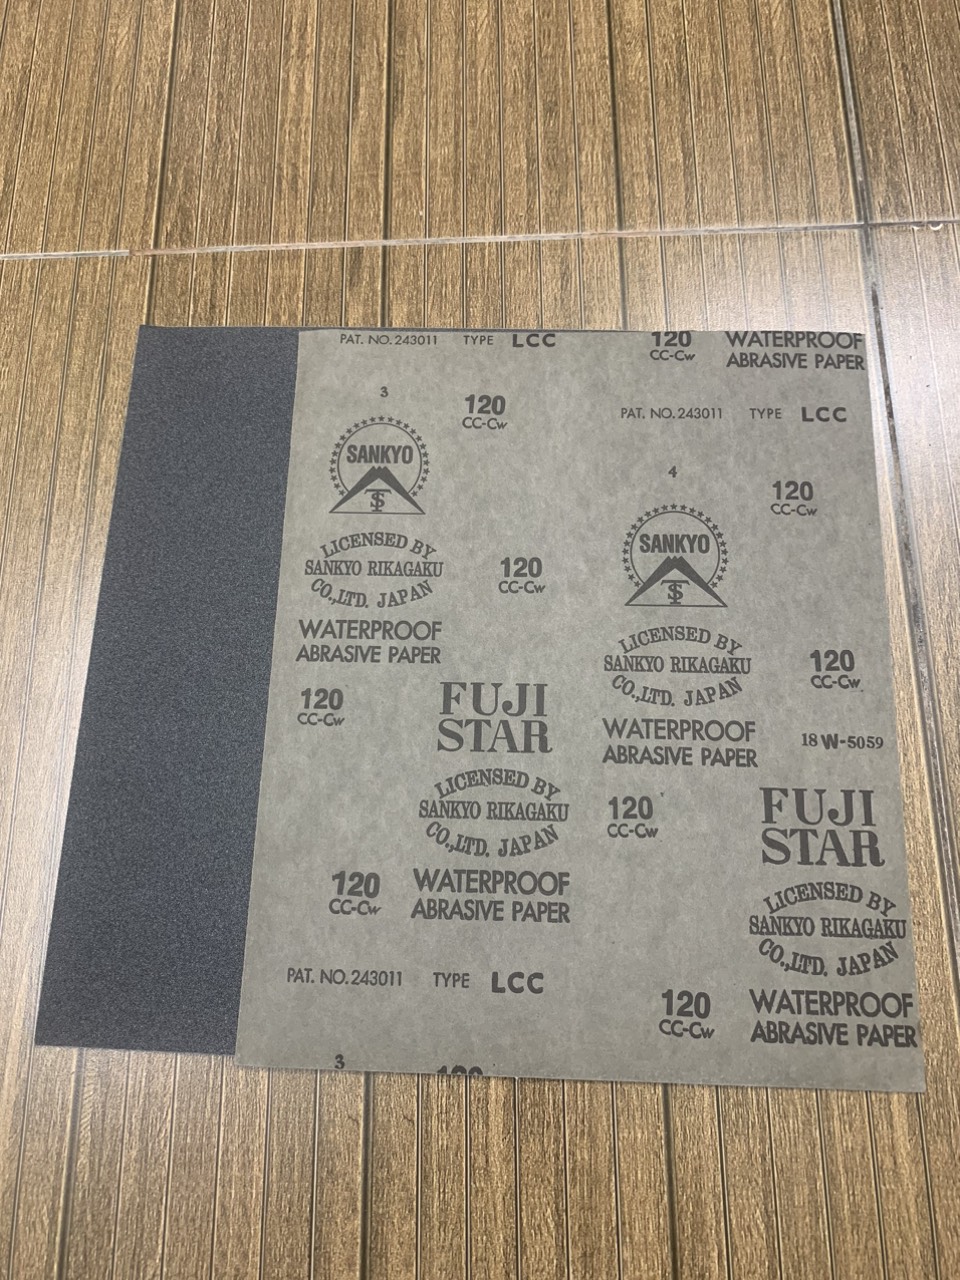 PAT. NO. 243011 TYPE LCC
120
CC-Cw
WATERPROOF
ABRASIVE PAPER
3
120
CC-Cw
SANKYO
LICENSED BY
SANKYO RIKAGAKU
CO.,LTD. JAPAN
120
CC-Cw
WATERPROOF
ABRASIVE PAPER
120
CC-Cw
FUJI
STAR
LICENSED BY
SANKYO RIKAGAKU
CO.,LTD. JAPAN
120
CC-Cw
WATERPROOF
ABRASIVE PAPER
PAT. NO. 243011 TYPE LCC
3
120
PAT. NO. 243011 TYPE LCC
4
120
CC-Cw
SANKYO
LICENSED BY
SANKYO RIKAGAKU
CO.,LTD. JAPAN
120
CC-Cw
WATERPROOF
ABRASIVE PAPER
18 W-5059
120
CC-Cw
FUJI
STAR
LICENSED BY
SANKYO RIKAGAKU
CO.,LTD. JAPAN
120
CC-Cw
WATERPROOF
ABRASIVE PAPER